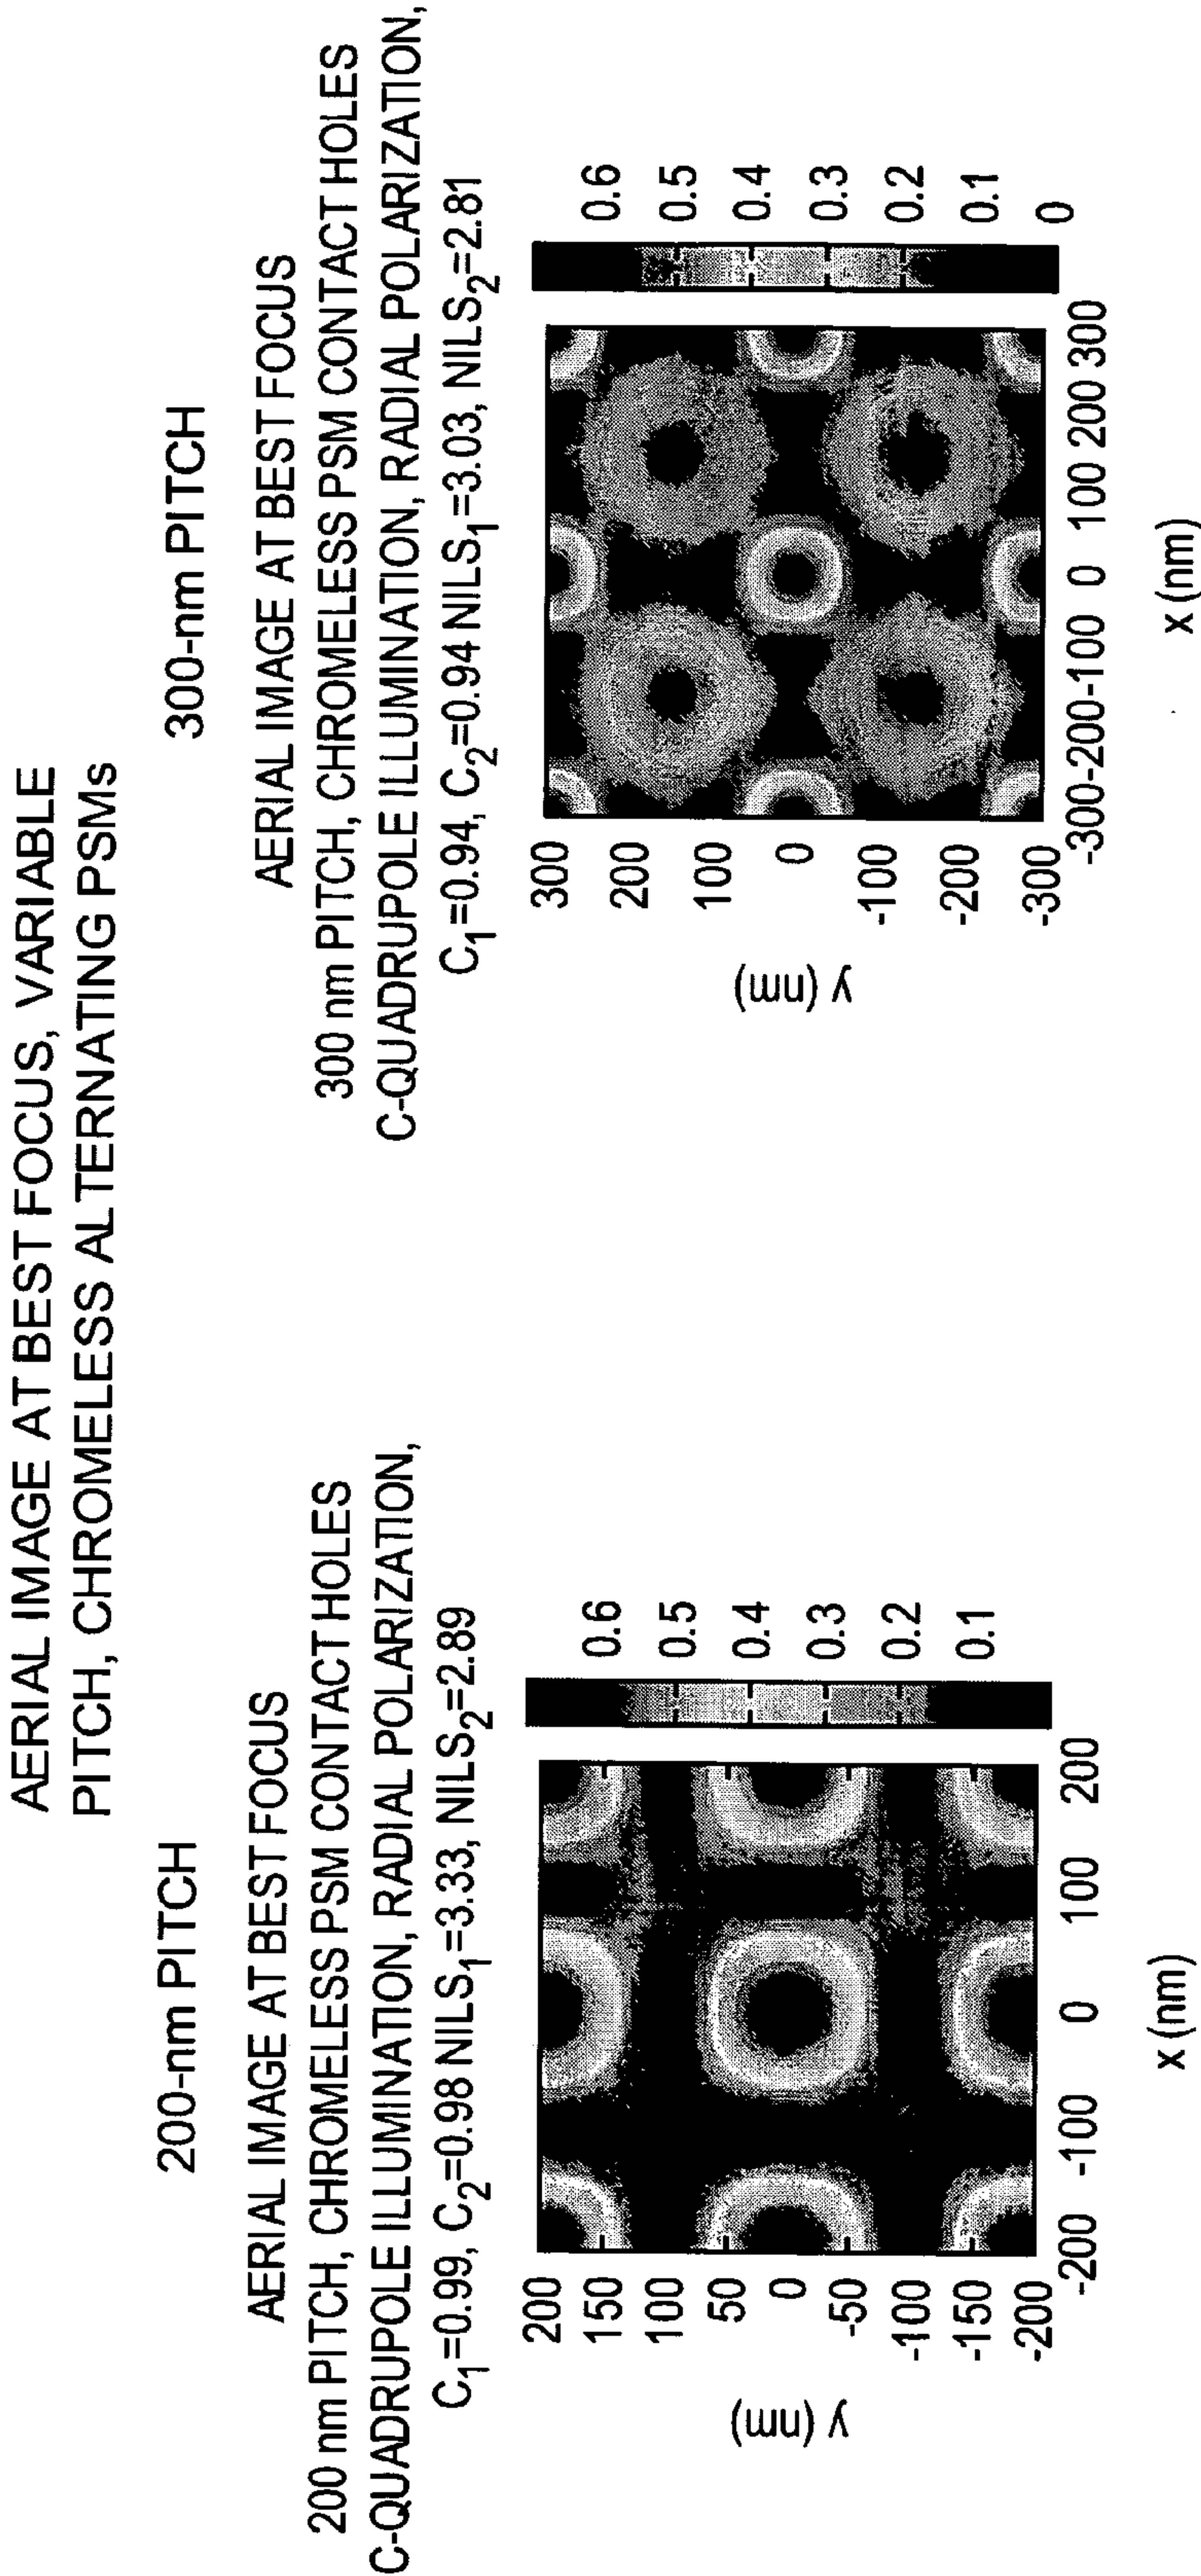 AERIAL IMAGE AT BEST FOCUS, VARIABLE
PITCH, CHROMELESS ALTERNATING PSMs
200-nm PITCH
AERIAL IMAGE AT BEST FOCUS
200 nm PITCH, CHROMELESS PSM CONTACT HOLES
C-QUADRUPOLE ILLUMINATION, RADIAL POLARIZATION,
C1=0.99, C2=0.98 NILS1=3.33, NILS2=2.89
y (nm)
200
150
100
50
0
-50
-100
-150
-200
-200 -100 0 100 200
x (nm)
0.6
0.5
0.4
0.3
0.2
0.1
300-nm PITCH
AERIAL IMAGE AT BEST FOCUS
300 nm PITCH, CHROMELESS PSM CONTACT HOLES
C-QUADRUPOLE ILLUMINATION, RADIAL POLARIZATION,
C1=0.94, C2=0.94 NILS1=3.03, NILS2=2.81
y (nm)
300
200
100
0
-100
-200
-300
-300-200-100 0 100 200 300
x (nm)
0.6
0.5
0.4
0.3
0.2
0.1
0